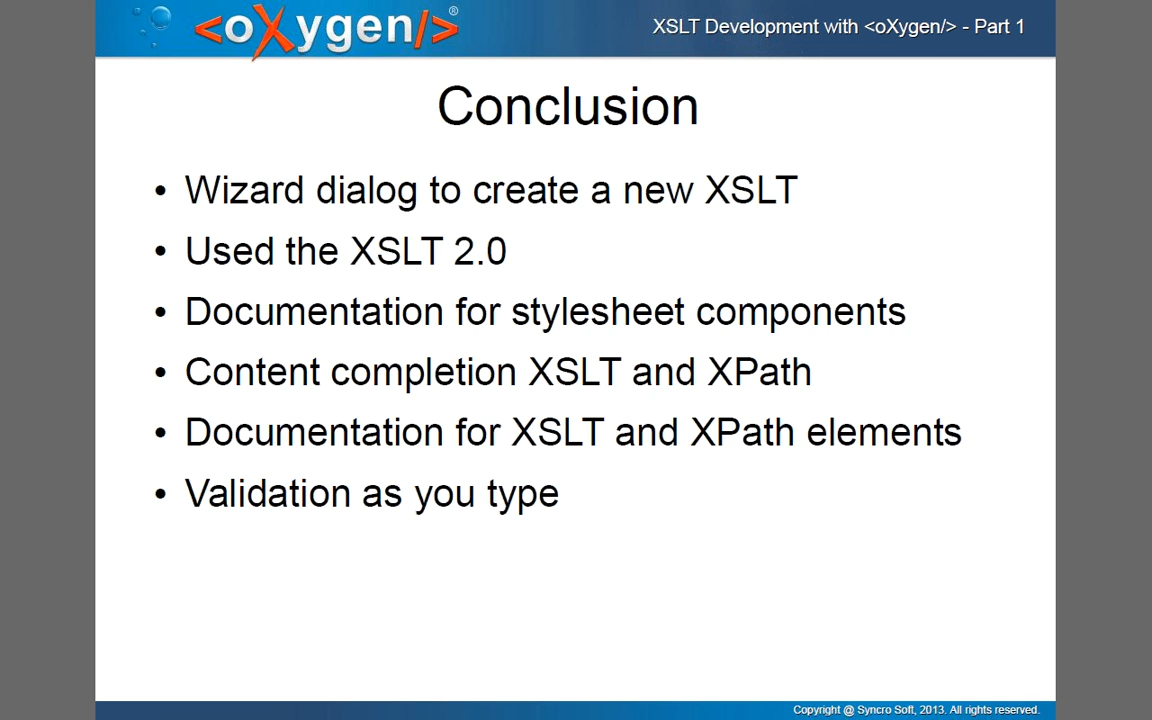 <oXygen/>®
XSLT Development with <oXygen/> - Part 1
Conclusion
• Wizard dialog to create a new XSLT
• Used the XSLT 2.0
• Documentation for stylesheet components
• Content completion XSLT and XPath
• Documentation for XSLT and XPath elements
• Validation as you type
Copyright @ Syncro Soft, 2013. All rights reserved.